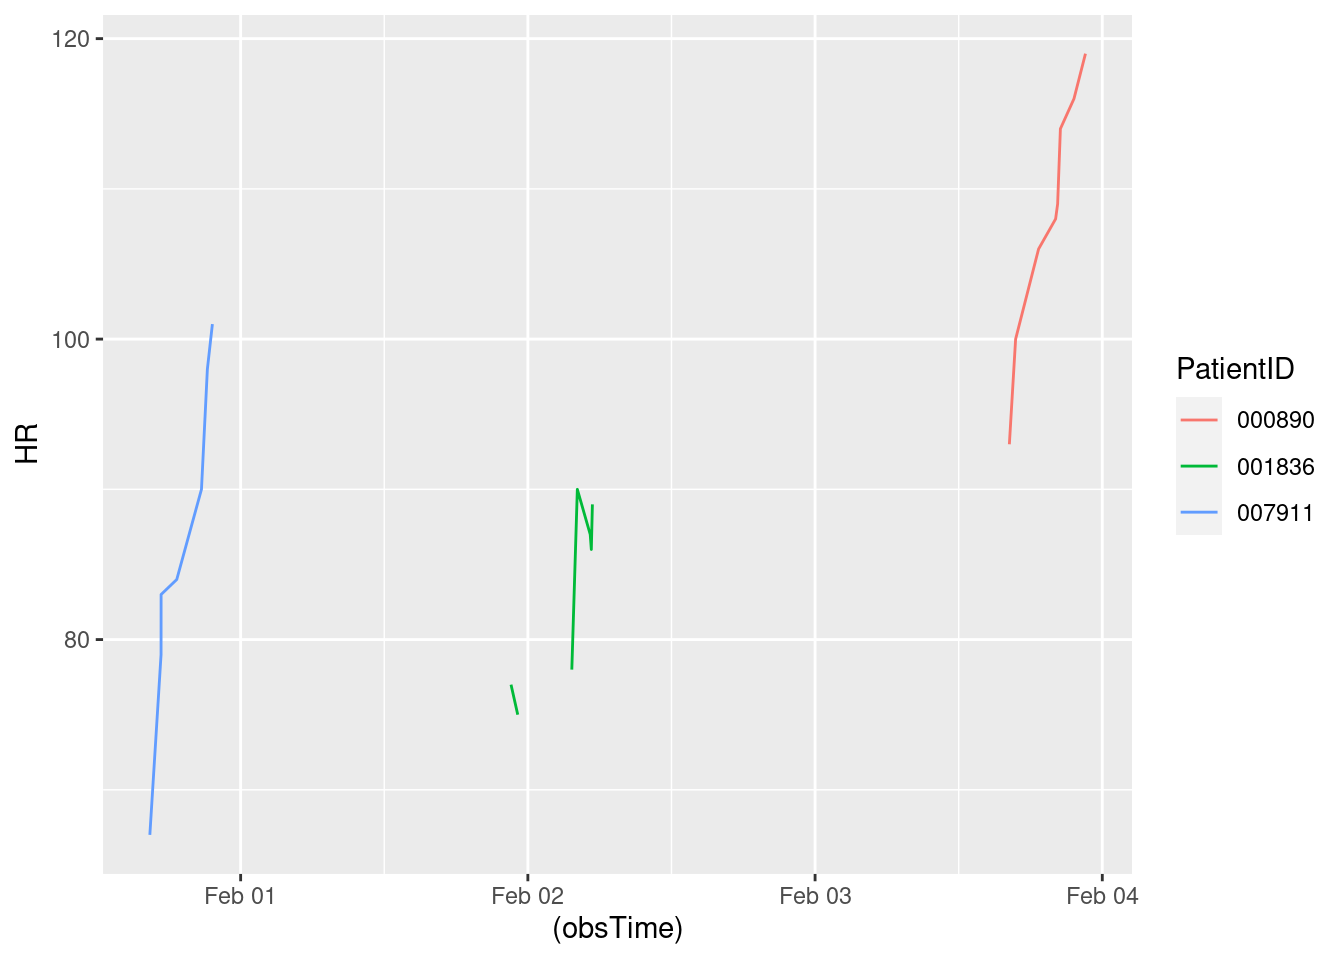 120
100
80
HR
Feb 01
Feb 02
Feb 03
Feb 04
(obsTime)
PatientID
000890
001836
007911